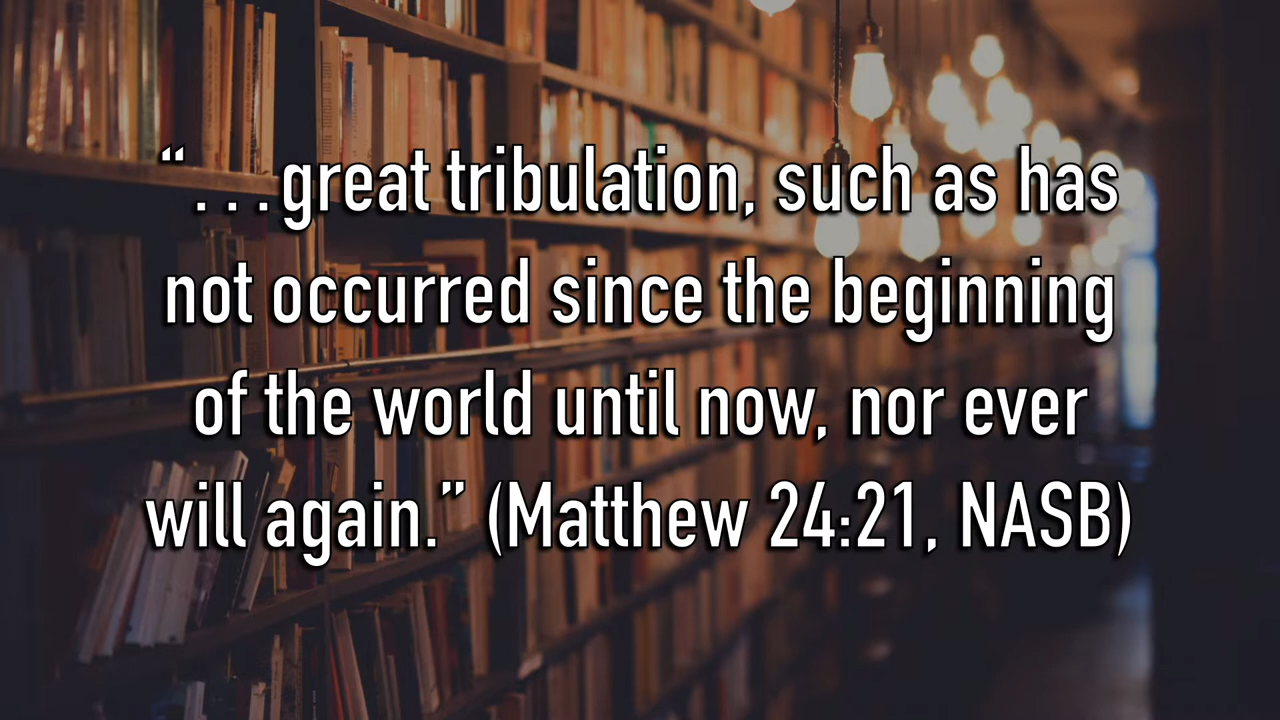 “. . . great tribulation, such as has
not occurred since the beginning
of the world until now, nor ever
will again.” (Matthew 24:21, NASB)